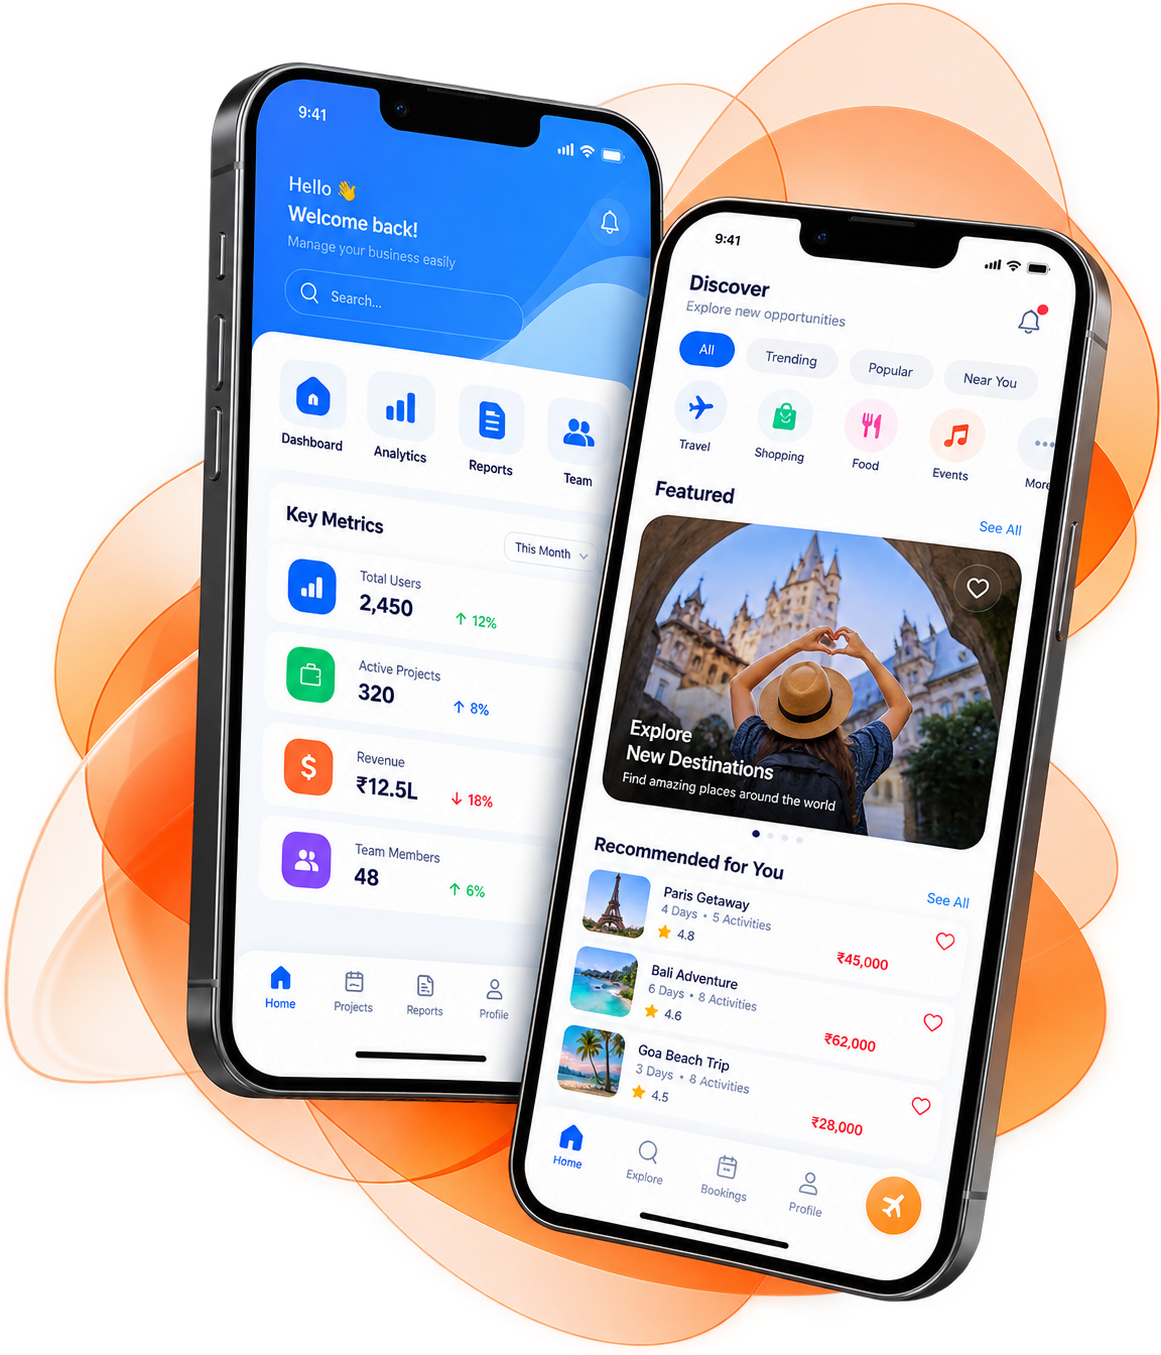 9:41
Hello 👋
Welcome back!
Manage your business easily
Search...
Dashboard
Analytics
Reports
Team
Key Metrics
This Month
Total Users
2,450
↑ 12%
Active Projects
320
↑ 8%
Revenue
₹12.5L
↓ 18%
Team Members
48
↑ 6%
Home
Projects
Reports
Profile
9:41
Discover
Explore new opportunities
All
Trending
Popular
Near You
Travel
Shopping
Food
Events
More
Featured
See All
Explore
New Destinations
Find amazing places around the world
Recommended for You
See All
Paris Getaway
4 Days • 5 Activities
4.8
₹45,000
Bali Adventure
6 Days • 8 Activities
4.6
₹62,000
Goa Beach Trip
3 Days • 8 Activities
4.5
₹28,000
Home
Explore
Bookings
Profile